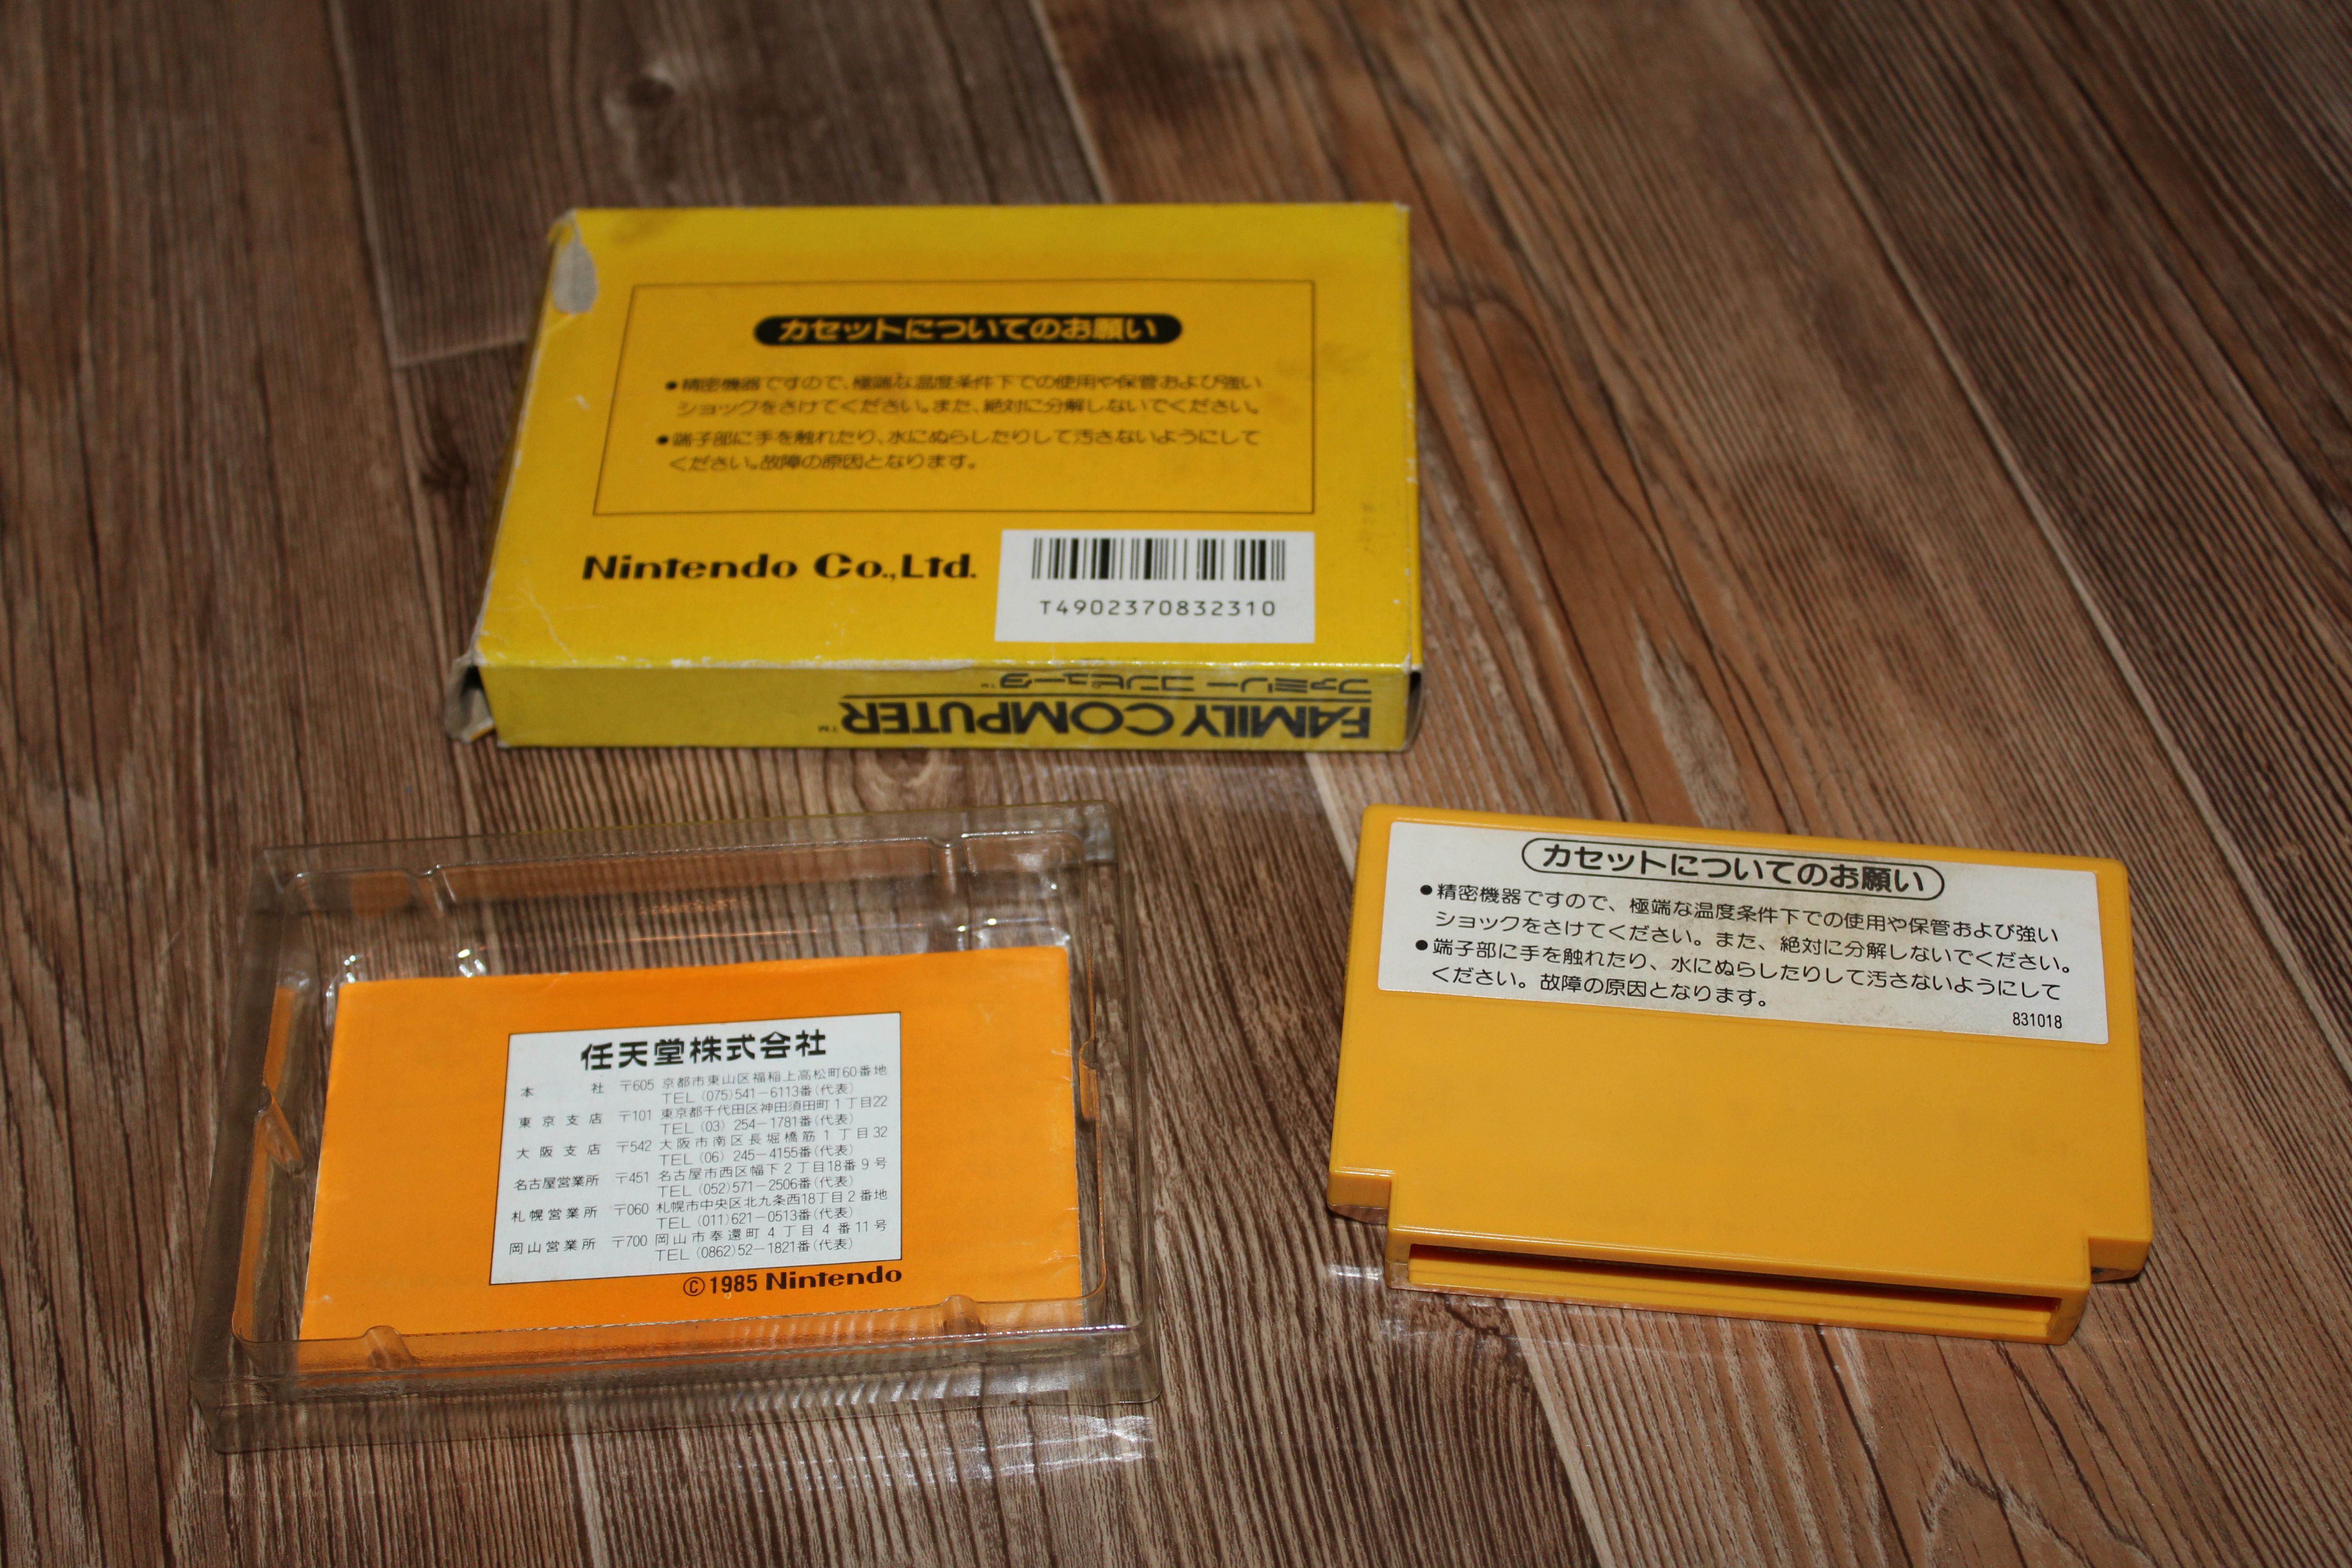 カセットについてのお願い
●精密機器ですので、極端な温度条件下での使用や保管および強い
ショックをさけてください。また、絶対に分解しないでください。
●端子部に手を触れたり、水にぬらしたりして汚さないようにして
ください。故障の原因となります。
Nintendo Co.,Ltd.
T4902370832310
FAMILY COMPUTER™
ファミリー コンピュータ™
任天堂株式会社
本 社 〒605 京都市東山区福稲上高松町60番地
TEL (075)541-6113番(代表)
東京支店 〒101 東京都千代田区神田須田町1丁目22
TEL (03) 254-1781番(代表)
大阪支店 〒542 大阪市南区長堀橋筋1丁目32
TEL (06) 245-4155番(代表)
名古屋営業所 〒451 名古屋市西区幅下2丁目18番9号
TEL (052)571-2506番(代表)
札幌営業所 〒060 札幌市中央区北九条西18丁目2番地
TEL (011)621-0513番(代表)
岡山営業所 〒700 岡山市奉還町4丁目4番11号
TEL (0862)52-1821番(代表)
©1985 Nintendo
カセットについてのお願い
●精密機器ですので、極端な温度条件下での使用や保管および強い
ショックをさけてください。また、絶対に分解しないでください。
●端子部に手を触れたり、水にぬらしたりして汚さないようにして
ください。故障の原因となります。
831018